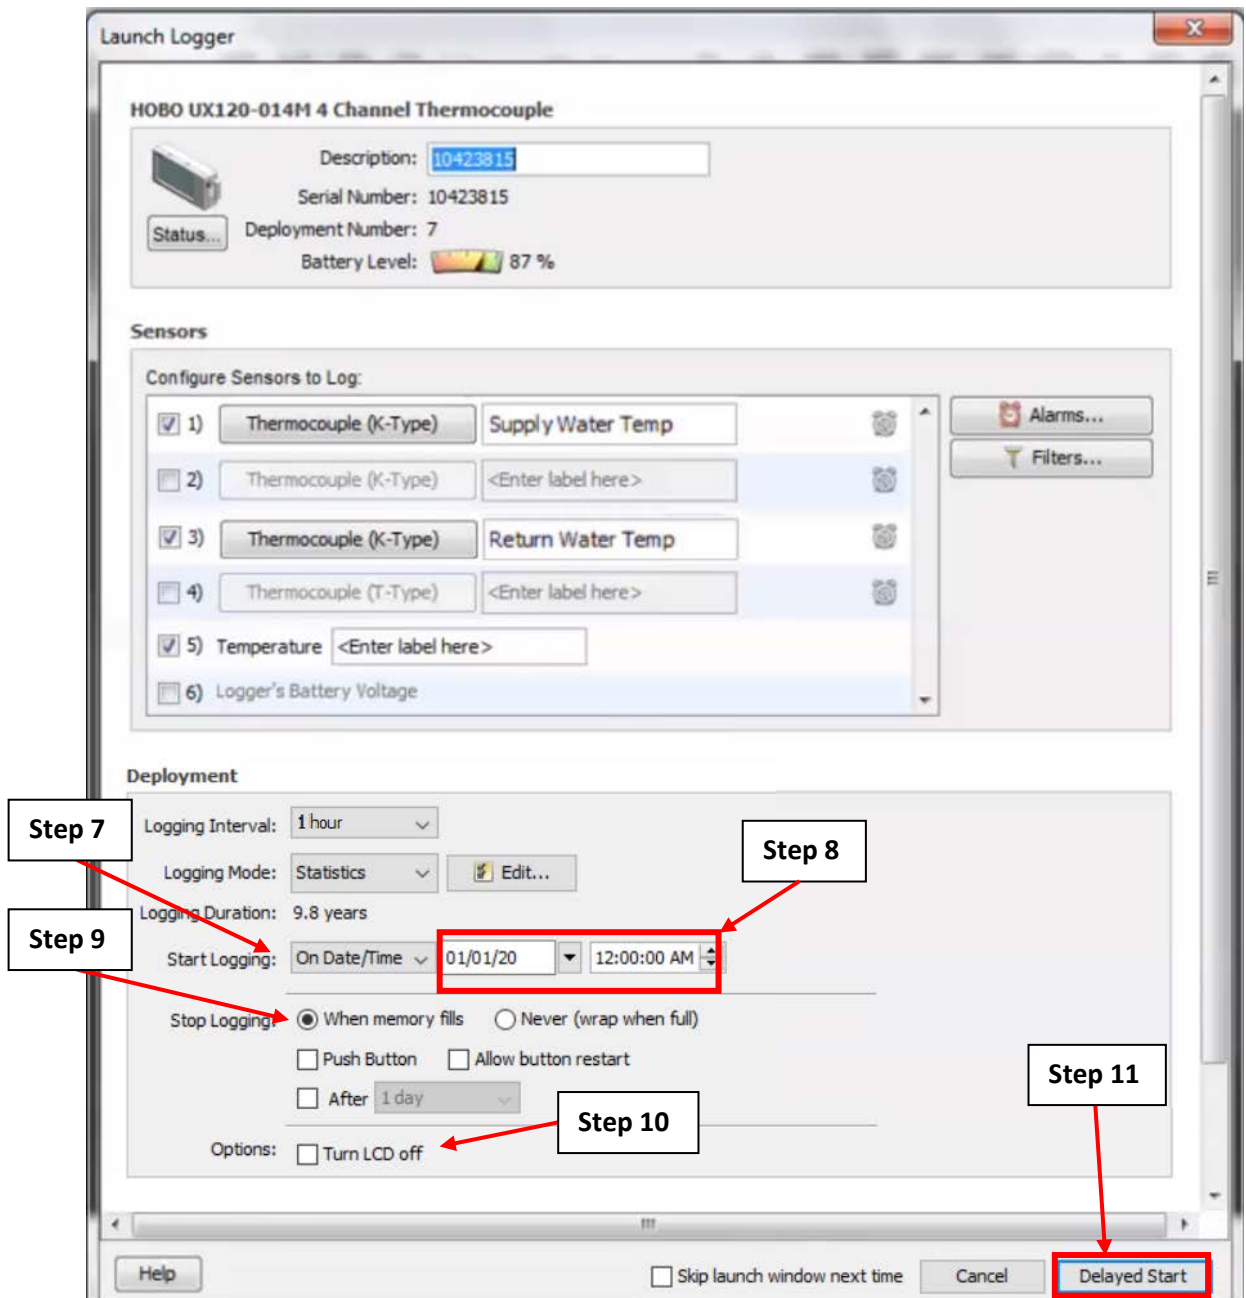 Launch Logger
HOBO UX120-014M 4 Channel Thermocouple
Description: 10423815
Serial Number: 10423815
Status...
Deployment Number: 7
Battery Level: 87 %
Sensors
Configure Sensors to Log:
1) Thermocouple (K-Type) Supply Water Temp
Alarms...
Filters...
2) Thermocouple (K-Type) <Enter label here>
3) Thermocouple (K-Type) Return Water Temp
4) Thermocouple (T-Type) <Enter label here>
5) Temperature <Enter label here>
6) Logger's Battery Voltage
Deployment
Step 7
Logging Interval: 1 hour
Step 8
Logging Mode: Statistics Edit...
Logging Duration: 9.8 years
Step 9
Start Logging: On Date/Time 01/01/20 12:00:00 AM
Stop Logging: When memory fills Never (wrap when full)
Push Button Allow button restart
Step 11
After 1 day
Step 10
Options: Turn LCD off
Help Skip launch window next time Cancel Delayed Start